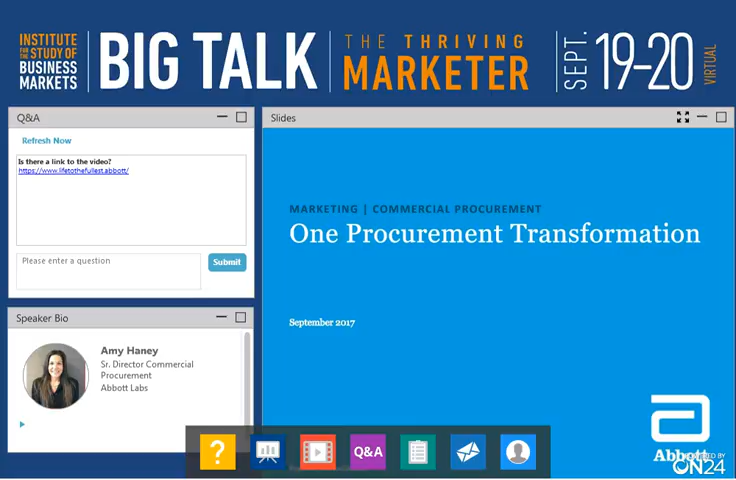 INSTITUTE
FOR THE STUDY OF
BUSINESS
MARKETS
BIG TALK
THE THRIVING
MARKETER
SEPT.
19–20
VIRTUAL
Q&A
Refresh Now
Is there a link to the video?
https://www.lifetothefullest.abbott/
Please enter a question
Submit
Speaker Bio
Amy Haney
Sr. Director Commercial
Procurement
Abbott Labs
Slides
MARKETING | COMMERCIAL PROCUREMENT
One Procurement Transformation
September 2017
Abbott
POWERED BY
ON24
?
Q&A